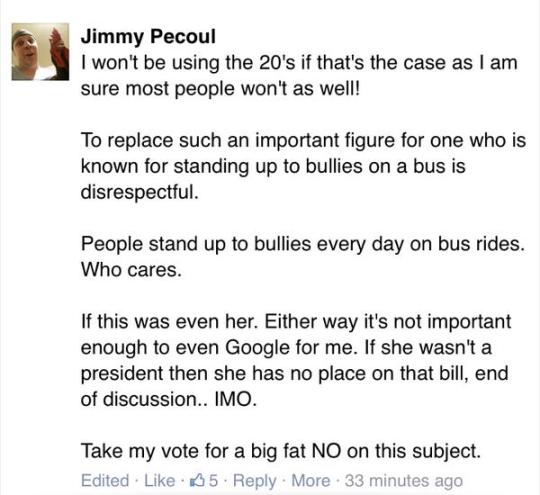 Jimmy Pecoul
I won't be using the 20's if that's the case as I am
sure most people won't as well!
To replace such an important figure for one who is
known for standing up to bullies on a bus is
disrespectful.
People stand up to bullies every day on bus rides.
Who cares.
If this was even her. Either way it's not important
enough to even Google for me. If she wasn't a
president then she has no place on that bill, end
of discussion.. IMO.
Take my vote for a big fat NO on this subject.
Edited · Like · 5 · Reply · More · 33 minutes ago